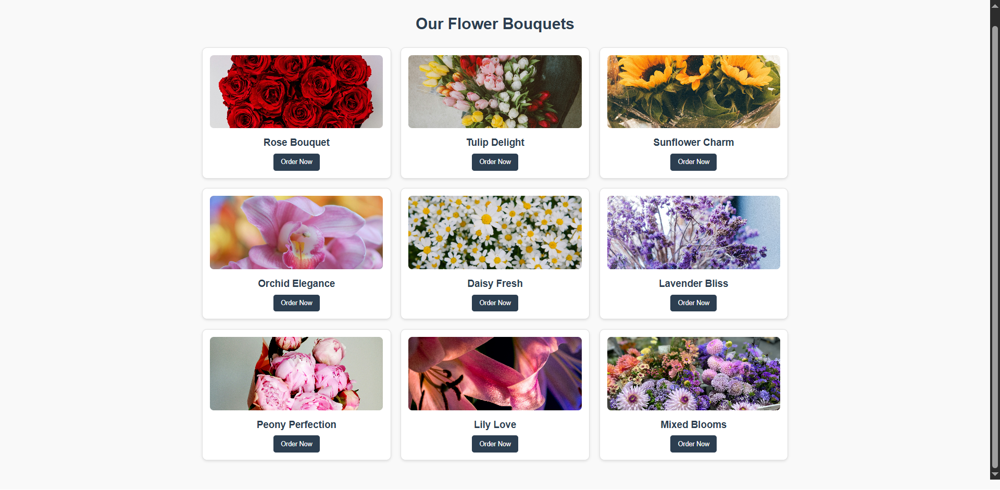 Our Flower Bouquets
Rose Bouquet
Order Now
Tulip Delight
Order Now
Sunflower Charm
Order Now
Orchid Elegance
Order Now
Daisy Fresh
Order Now
Lavender Bliss
Order Now
Peony Perfection
Order Now
Lily Love
Order Now
Mixed Blooms
Order Now